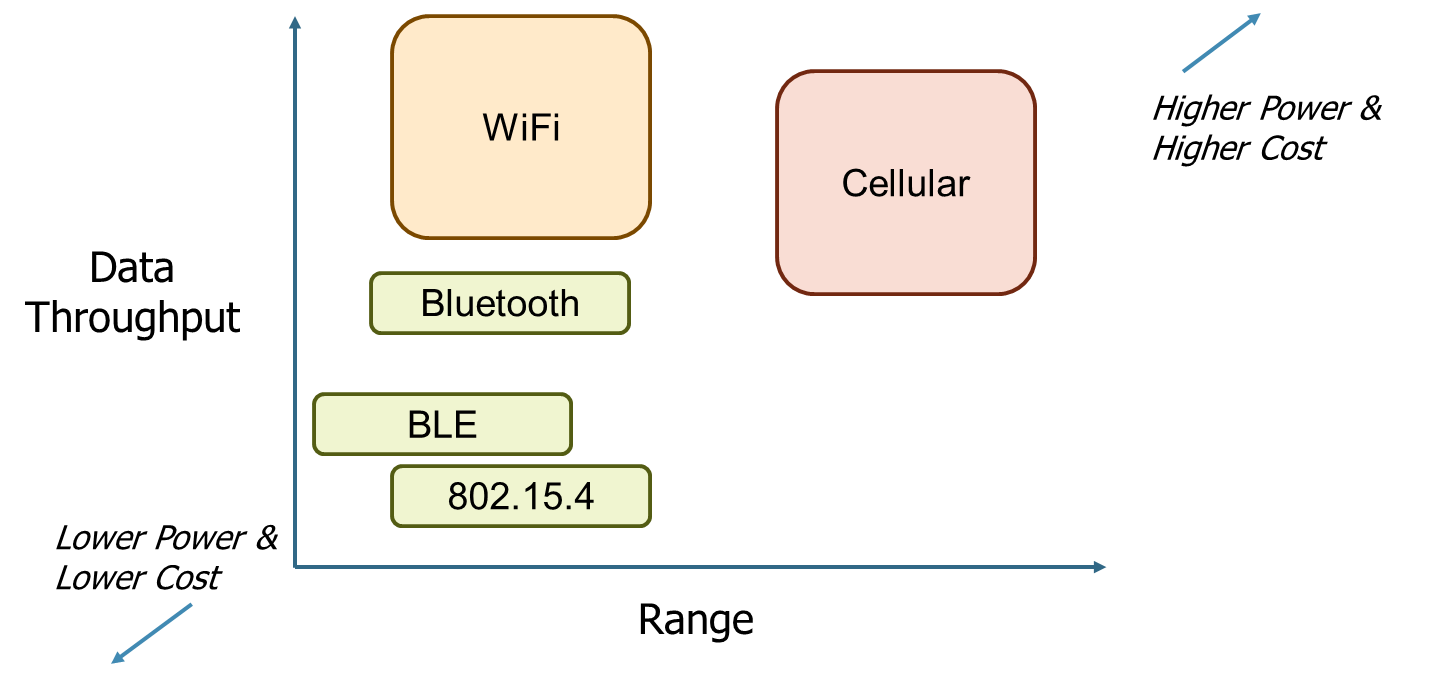 WiFi
Higher Power &
Higher Cost
Cellular
Data
Throughput
Bluetooth
BLE
802.15.4
Lower Power &
Lower Cost
Range